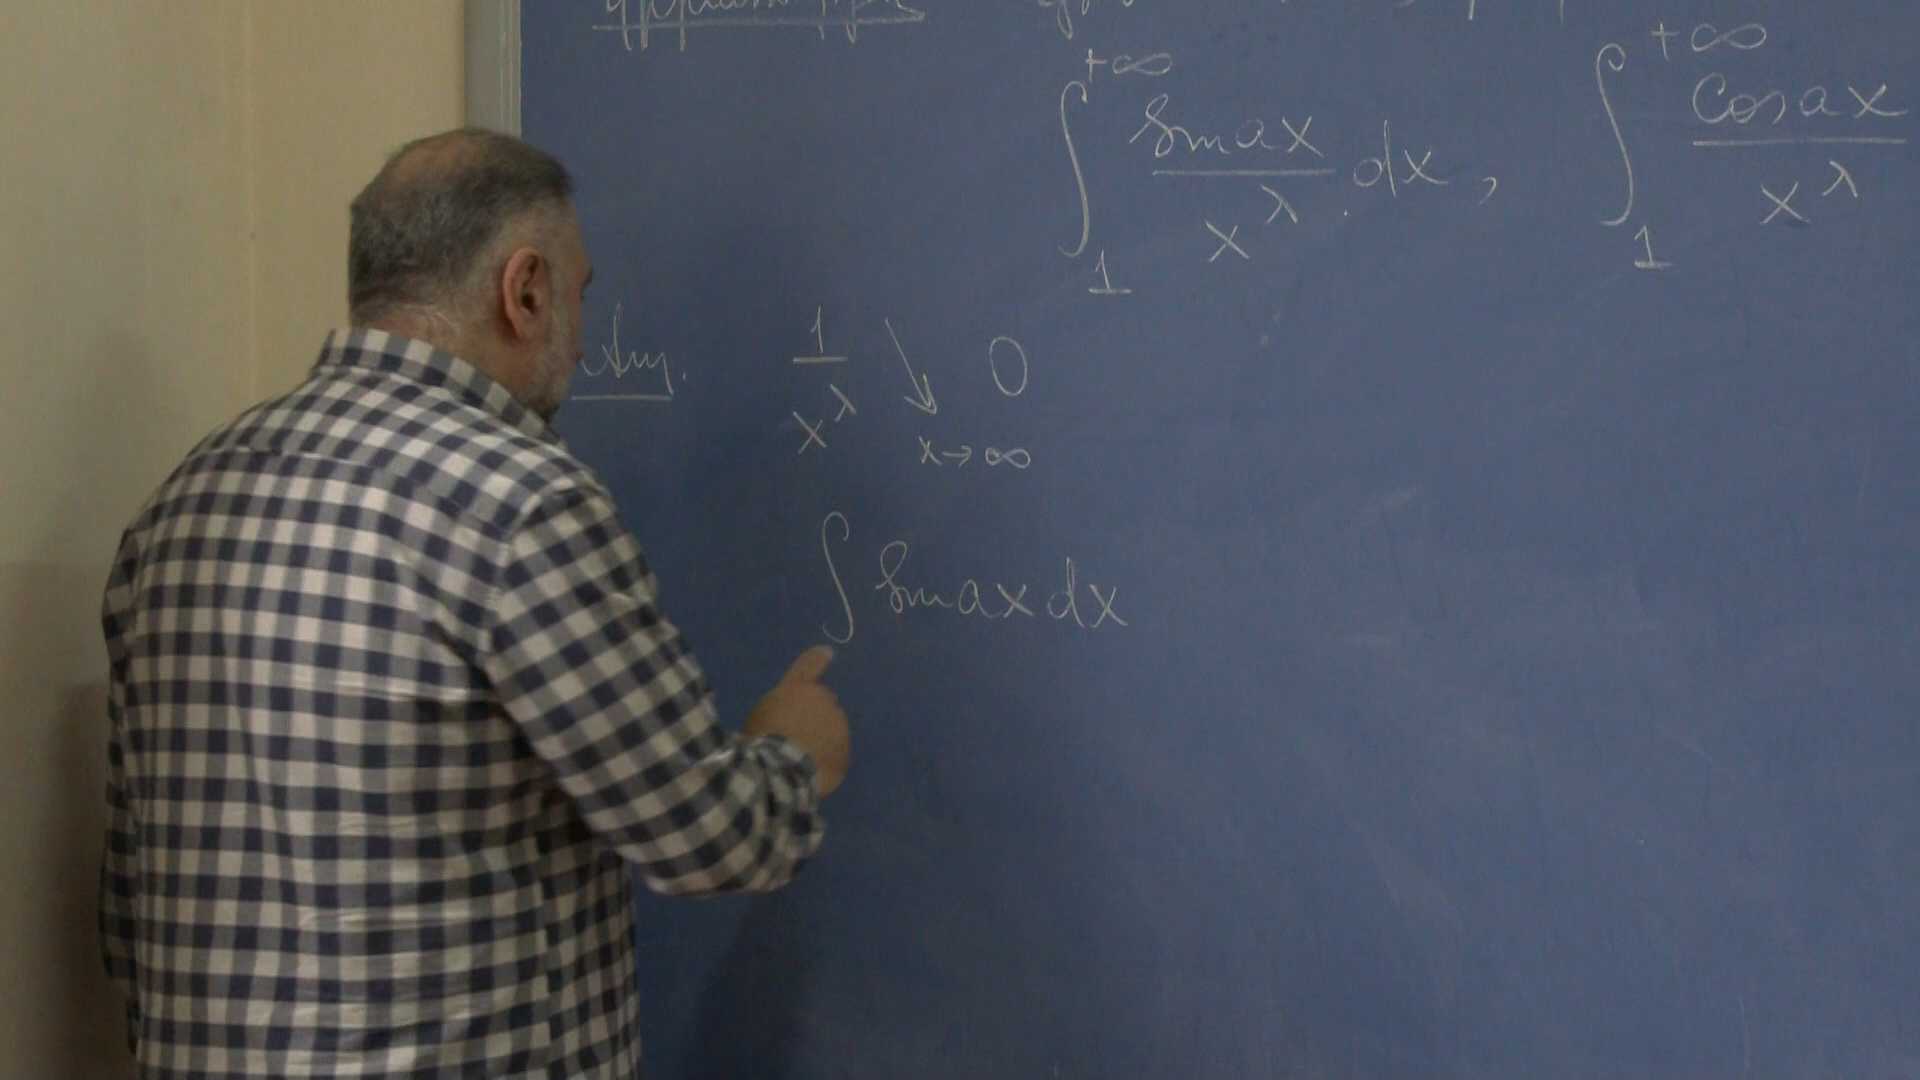 ∫₁^{+∞} sin ax / x^λ dx , ∫₁^{+∞} cos ax / x^λ
1 / x^λ ↘ 0
x → ∞
∫ sin ax dx